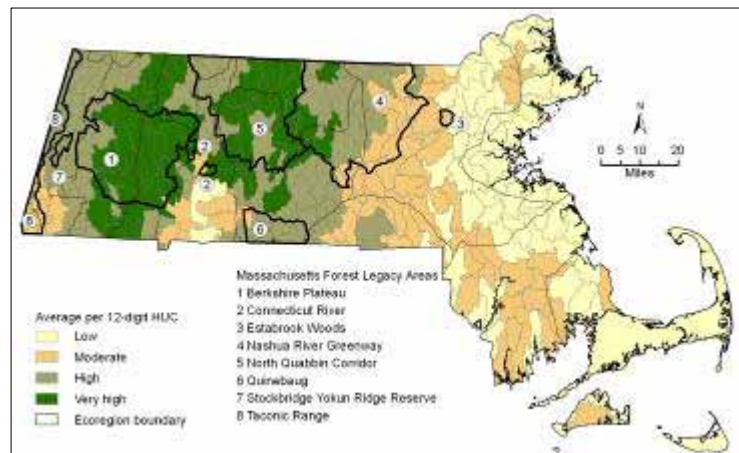 8
7
8
1
2
2
5
6
4
3
N
0 5 10 20
Miles
Massachusetts Forest Legacy Areas
1 Berkshire Plateau
2 Connecticut River
3 Estabrook Woods
4 Nashua River Greenway
5 North Quabbin Corridor
6 Quinebaug
7 Stockbridge Yokun Ridge Reserve
8 Taconic Range
Average per 12-digit HUC
Low
Moderate
High
Very high
Ecoregion boundary